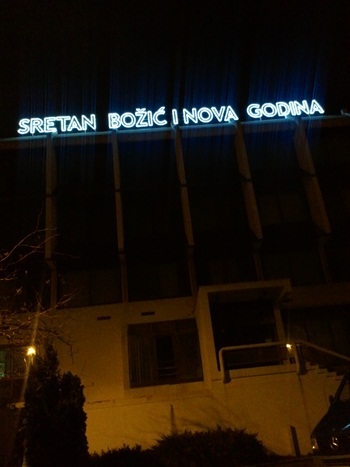 SRETAN BOŽIĆ I NOVA GODINA